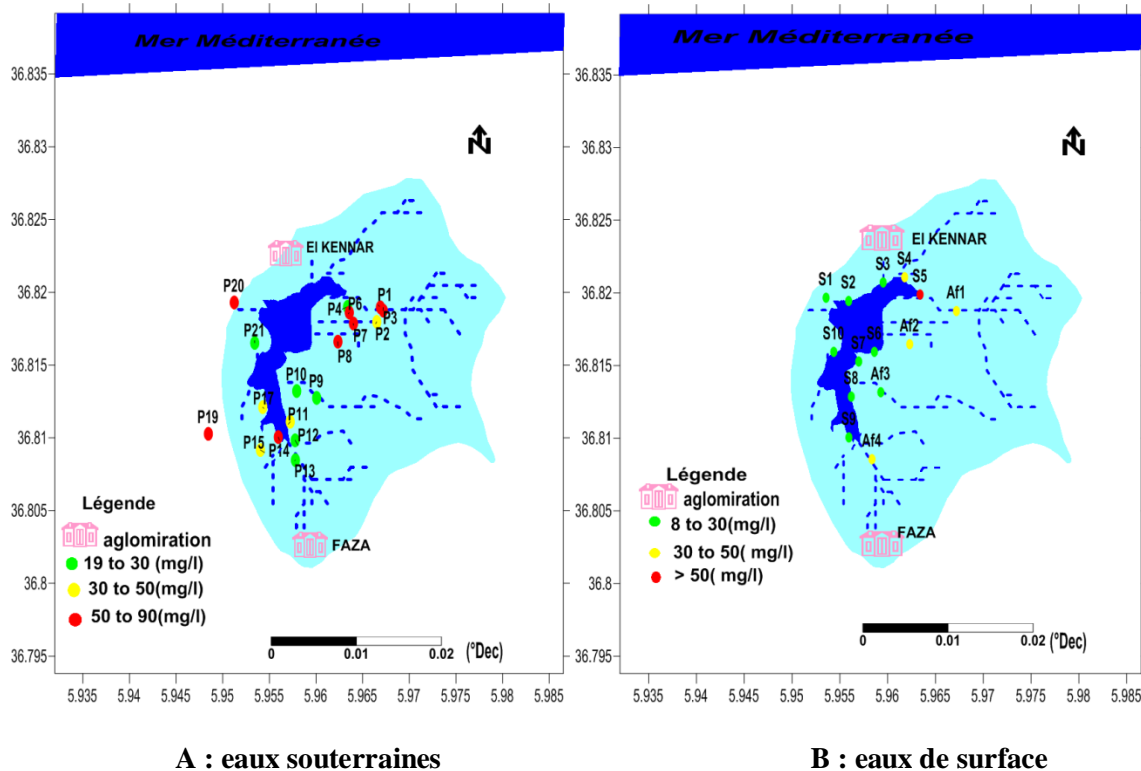 Mer Méditerranée
36.835
36.83
36.825
36.82
36.815
36.81
36.805
36.8
36.795
N
El KENNAR
P20
P4
P6
P1
P3
P7
P2
P21
P8
P10
P9
P17
P11
P19
P12
P15
P14
P13
FAZA
Légende
aglomiration
19 to 30 (mg/l)
30 to 50(mg/l)
50 to 90(mg/l)
0
0.01
0.02
(°Dec)
5.935
5.94
5.945
5.95
5.955
5.96
5.965
5.97
5.975
5.98
5.985
A : eaux souterraines
Mer Méditerranée
36.835
36.83
36.825
36.82
36.815
36.81
36.805
36.8
36.795
N
El KENNAR
S4
S3
S1
S2
S5
Af1
S10
S7
S6
Af2
S8
Af3
S9
Af4
FAZA
Légende
aglomiration
8 to 30(mg/l)
30 to 50( mg/l)
> 50( mg/l)
0
0.01
0.02
(°Dec)
5.935
5.94
5.945
5.95
5.955
5.96
5.965
5.97
5.975
5.98
5.985
B : eaux de surface